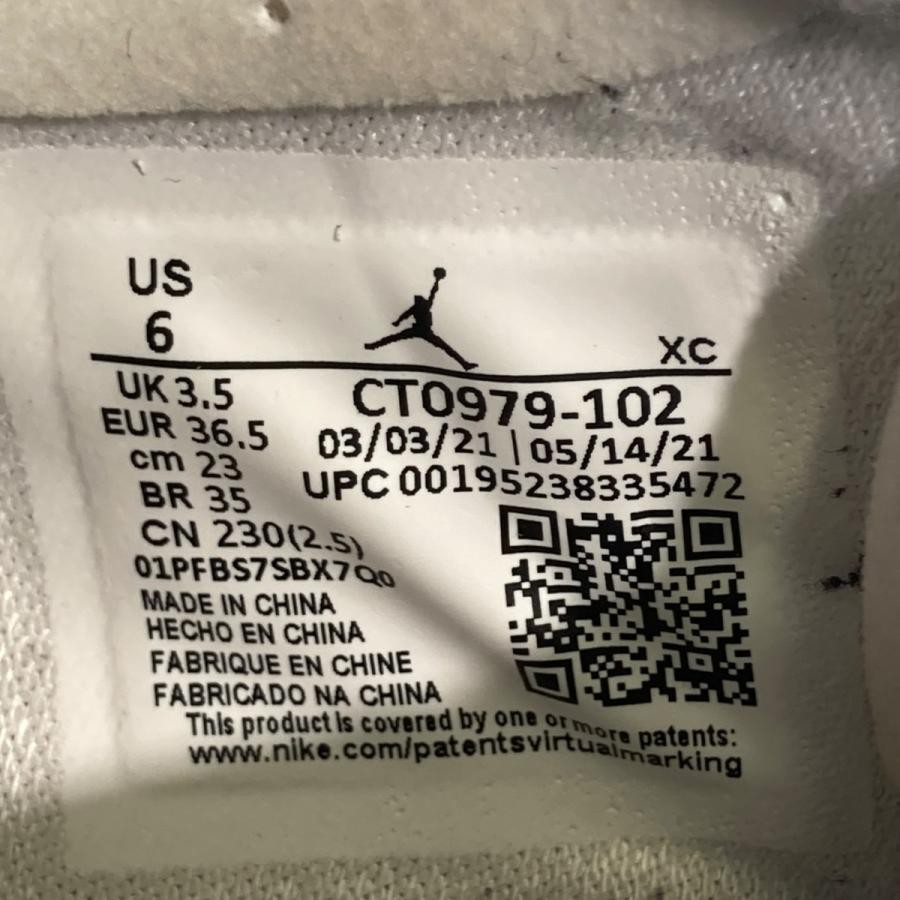 US
6
XC
UK 3.5
CT0979-102
EUR 36.5
03/03/21 | 05/14/21
cm 23
UPC 00195238335472
BR 35
CN 230(2.5)
01PFBS7SBX7Q0
MADE IN CHINA
HECHO EN CHINA
FABRIQUE EN CHINE
FABRICADO NA CHINA
This product is covered by one or more patents:
www.nike.com/patentsvirtualmarking